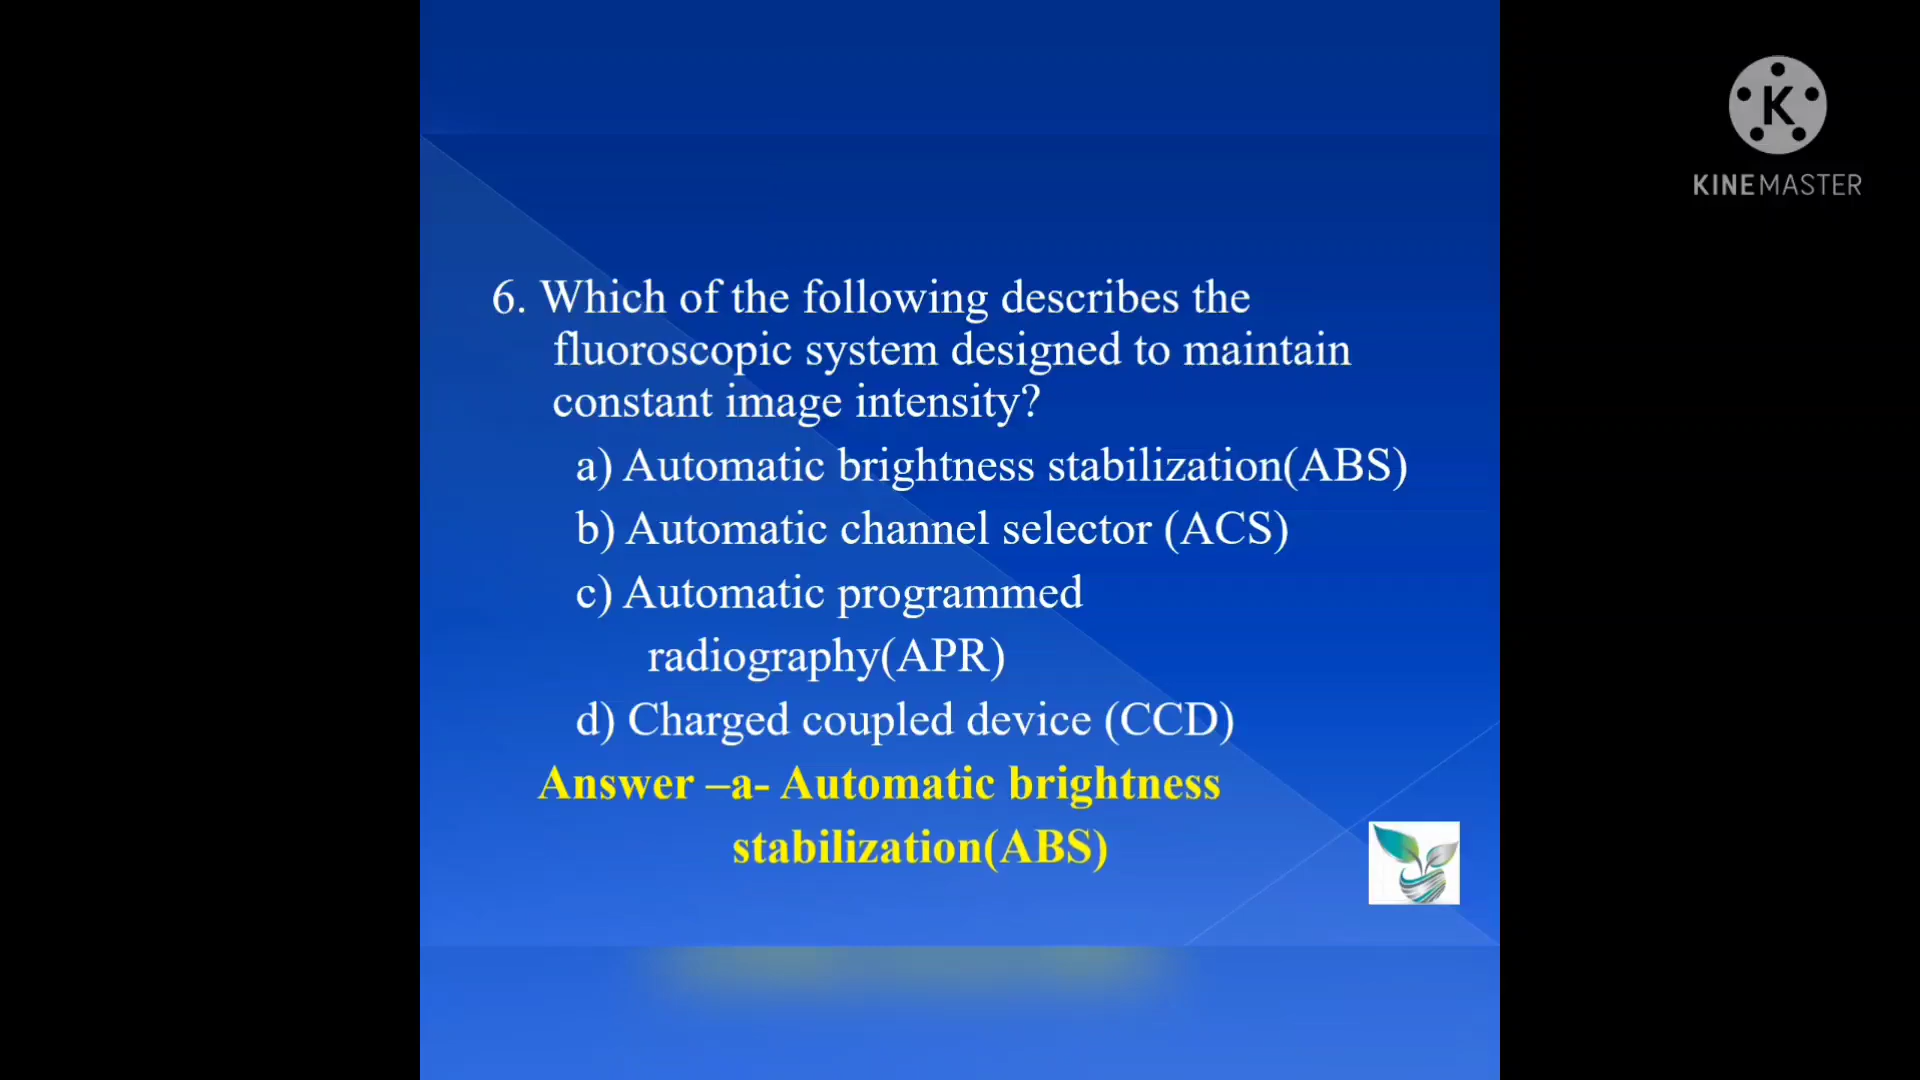 K
KINEMASTER
6. Which of the following describes the
fluoroscopic system designed to maintain
constant image intensity?
a) Automatic brightness stabilization(ABS)
b) Automatic channel selector (ACS)
c) Automatic programmed
radiography(APR)
d) Charged coupled device (CCD)
Answer –a- Automatic brightness
stabilization(ABS)